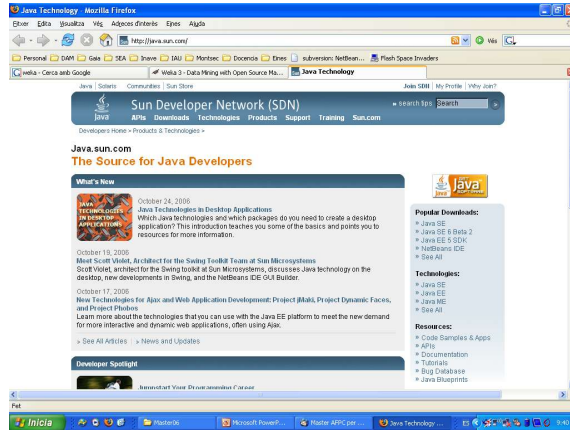 Java Technology - Mozilla Firefox
Fitxer Edita Visualitza Vés Adreces d'interès Eines Ajuda
http://java.sun.com/ Vés
Personal DAM Gaia SEA Inave IAU Montsec Docencia Eines subversion: NetBean... Flash Space Invaders
weka - Cerca amb Google Weka 3 - Data Mining with Open Source Ma... Java Technology
Java Solaris Communities Sun Store Join SDN My Profile Why Join?
Sun Developer Network (SDN)
» search tips Search
Java
APIs Downloads Technologies Products Support Training Sun.com
Developers Home » Products & Technologies »
Java.sun.com
The Source for Java Developers
What's New
JAVA TECHNOLOGIES IN DESKTOP APPLICATIONS
October 24, 2006
Java Technologies in Desktop Applications
Which Java technologies and which packages do you need to create a desktop
application? This introduction teaches you some of the basics and points you to
resources for more information.
October 19, 2006
Meet Scott Violet, Architect for the Swing Toolkit Team at Sun Microsystems
Scott Violet, architect for the Swing toolkit at Sun Microsystems, discusses Java technology on the
desktop, new developments in Swing, and the NetBeans IDE GUI Builder.
October 17, 2006
New Technologies for Ajax and Web Application Development: Project jMaki, Project Dynamic Faces,
and Project Phobos
Learn more about the technologies that you can use with the Java EE platform to meet the new demand
for more interactive and dynamic web applications, often using Ajax.
» See All Articles » News and Updates
Developer Spotlight
Jumpstart Your Programming Career
Java
Popular Downloads:
» Java SE
» Java SE 6 Beta 2
» Java EE 5 SDK
» NetBeans IDE
» See All
Technologies:
» Java SE
» Java EE
» Java ME
» See All
Resources:
» Code Samples & Apps
» APIs
» Documentation
» Tutorials
» Bug Database
» Java Blueprints
Fet
Inicia Master06 Microsoft PowerP... Master AFPC per ... Java Technology ... 9:40